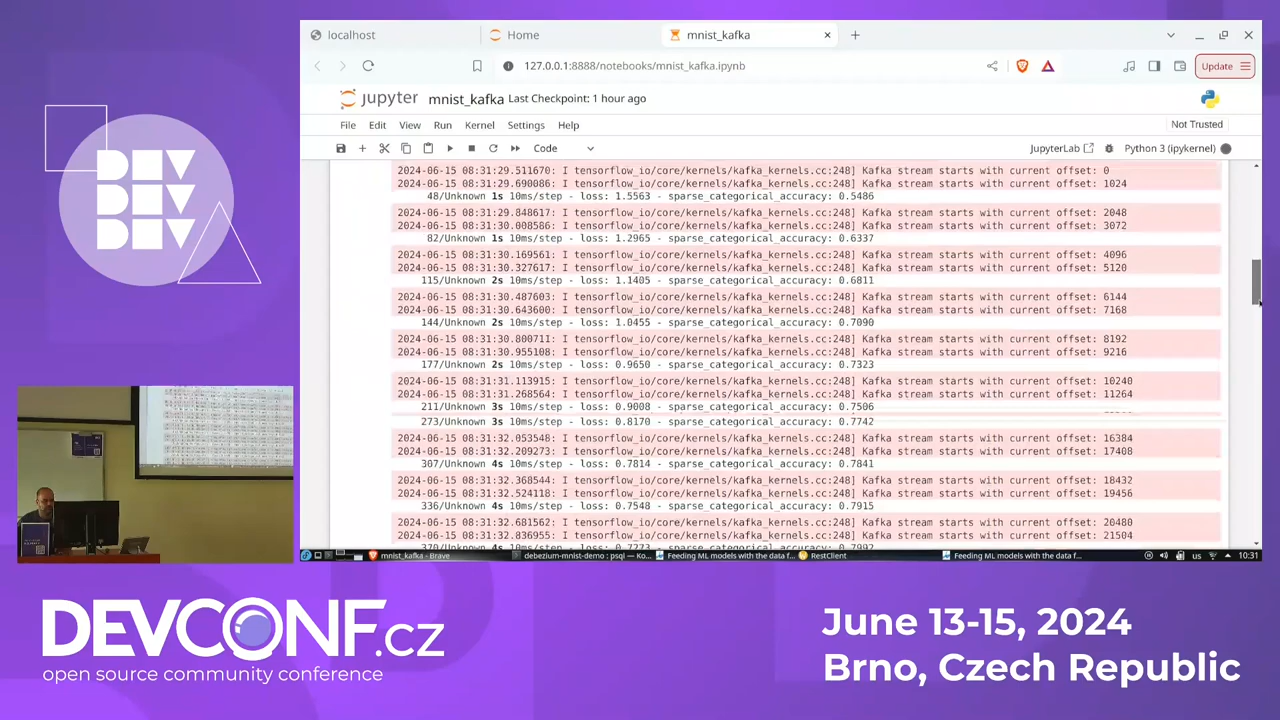 localhost
Home
mnist_kafka
127.0.0.1:8888/notebooks/mnist_kafka.ipynb
Update
jupyter mnist_kafka Last Checkpoint: 1 hour ago
File Edit View Run Kernel Settings Help
Not Trusted
Code
JupyterLab
Python 3 (ipykernel)
2024-06-15 08:31:29.511670: I tensorflow_io/core/kernels/kafka_kernels.cc:248] Kafka stream starts with current offset: 0
2024-06-15 08:31:29.690086: I tensorflow_io/core/kernels/kafka_kernels.cc:248] Kafka stream starts with current offset: 1024
48/Unknown 1s 10ms/step - loss: 1.5563 - sparse_categorical_accuracy: 0.5486
2024-06-15 08:31:29.848617: I tensorflow_io/core/kernels/kafka_kernels.cc:248] Kafka stream starts with current offset: 2048
2024-06-15 08:31:30.008586: I tensorflow_io/core/kernels/kafka_kernels.cc:248] Kafka stream starts with current offset: 3072
82/Unknown 1s 10ms/step - loss: 1.2965 - sparse_categorical_accuracy: 0.6337
2024-06-15 08:31:30.169561: I tensorflow_io/core/kernels/kafka_kernels.cc:248] Kafka stream starts with current offset: 4096
2024-06-15 08:31:30.327617: I tensorflow_io/core/kernels/kafka_kernels.cc:248] Kafka stream starts with current offset: 5120
115/Unknown 2s 10ms/step - loss: 1.1405 - sparse_categorical_accuracy: 0.6811
2024-06-15 08:31:30.487603: I tensorflow_io/core/kernels/kafka_kernels.cc:248] Kafka stream starts with current offset: 6144
2024-06-15 08:31:30.643600: I tensorflow_io/core/kernels/kafka_kernels.cc:248] Kafka stream starts with current offset: 7168
144/Unknown 2s 10ms/step - loss: 1.0455 - sparse_categorical_accuracy: 0.7090
2024-06-15 08:31:30.800711: I tensorflow_io/core/kernels/kafka_kernels.cc:248] Kafka stream starts with current offset: 8192
2024-06-15 08:31:30.955108: I tensorflow_io/core/kernels/kafka_kernels.cc:248] Kafka stream starts with current offset: 9216
177/Unknown 2s 10ms/step - loss: 0.9650 - sparse_categorical_accuracy: 0.7323
2024-06-15 08:31:31.113915: I tensorflow_io/core/kernels/kafka_kernels.cc:248] Kafka stream starts with current offset: 10240
2024-06-15 08:31:31.268564: I tensorflow_io/core/kernels/kafka_kernels.cc:248] Kafka stream starts with current offset: 11264
211/Unknown 3s 10ms/step - loss: 0.9008 - sparse_categorical_accuracy: 0.7506
273/Unknown 3s 10ms/step - loss: 0.8170 - sparse_categorical_accuracy: 0.7742
2024-06-15 08:31:32.053548: I tensorflow_io/core/kernels/kafka_kernels.cc:248] Kafka stream starts with current offset: 16384
2024-06-15 08:31:32.209273: I tensorflow_io/core/kernels/kafka_kernels.cc:248] Kafka stream starts with current offset: 17408
307/Unknown 4s 10ms/step - loss: 0.7814 - sparse_categorical_accuracy: 0.7841
2024-06-15 08:31:32.368544: I tensorflow_io/core/kernels/kafka_kernels.cc:248] Kafka stream starts with current offset: 18432
2024-06-15 08:31:32.524118: I tensorflow_io/core/kernels/kafka_kernels.cc:248] Kafka stream starts with current offset: 19456
336/Unknown 4s 10ms/step - loss: 0.7548 - sparse_categorical_accuracy: 0.7915
2024-06-15 08:31:32.681562: I tensorflow_io/core/kernels/kafka_kernels.cc:248] Kafka stream starts with current offset: 20480
2024-06-15 08:31:32.836955: I tensorflow_io/core/kernels/kafka_kernels.cc:248] Kafka stream starts with current offset: 21504
mnist_kafka - Brave
debezium-mnist-demo : psql — Ko...
Feeding ML models with the data f...
RestClient
Feeding ML models with the data f...
us
10:31
DEV
DEV
DEV
DEVCONF.cz
open source community conference
June 13-15, 2024
Brno, Czech Republic